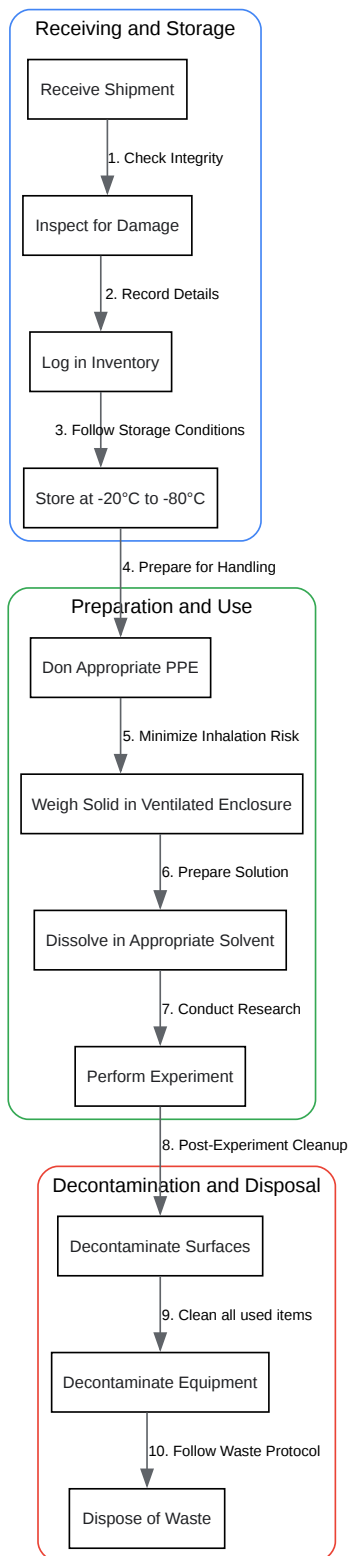 Receiving and Storage
Receive Shipment
1. Check Integrity
Inspect for Damage
2. Record Details
Log in Inventory
3. Follow Storage Conditions
Store at -20°C to -80°C
4. Prepare for Handling
Preparation and Use
Don Appropriate PPE
5. Minimize Inhalation Risk
Weigh Solid in Ventilated Enclosure
6. Prepare Solution
Dissolve in Appropriate Solvent
7. Conduct Research
Perform Experiment
8. Post-Experiment Cleanup
Decontamination and Disposal
Decontaminate Surfaces
9. Clean all used items
Decontaminate Equipment
10. Follow Waste Protocol
Dispose of Waste